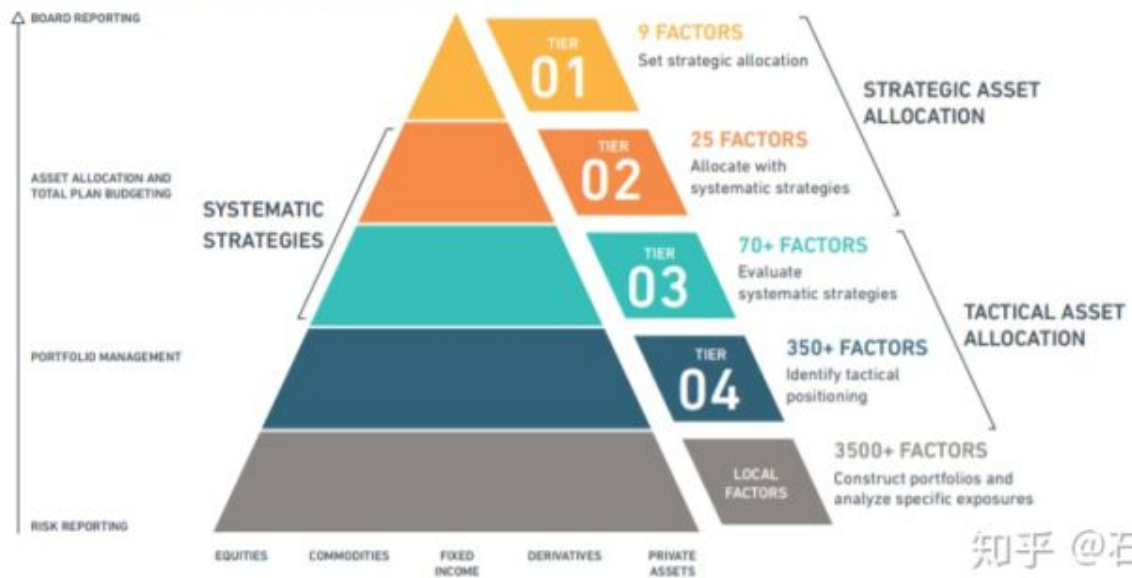 BOARD REPORTING
TIER
01
9 FACTORS
Set strategic allocation
STRATEGIC ASSET
ALLOCATION
ASSET ALLOCATION AND
TOTAL PLAN BUDGETING
SYSTEMATIC
STRATEGIES
TIER
02
25 FACTORS
Allocate with
systematic strategies
TIER
03
70+ FACTORS
Evaluate
systematic strategies
TACTICAL ASSET
ALLOCATION
PORTFOLIO MANAGEMENT
TIER
04
350+ FACTORS
Identify tactical
positioning
LOCAL
FACTORS
3500+ FACTORS
Construct portfolios and
analyze specific exposures
RISK REPORTING
EQUITIES
COMMODITIES
FIXED
INCOME
DERIVATIVES
PRIVATE
ASSETS
知乎 @石